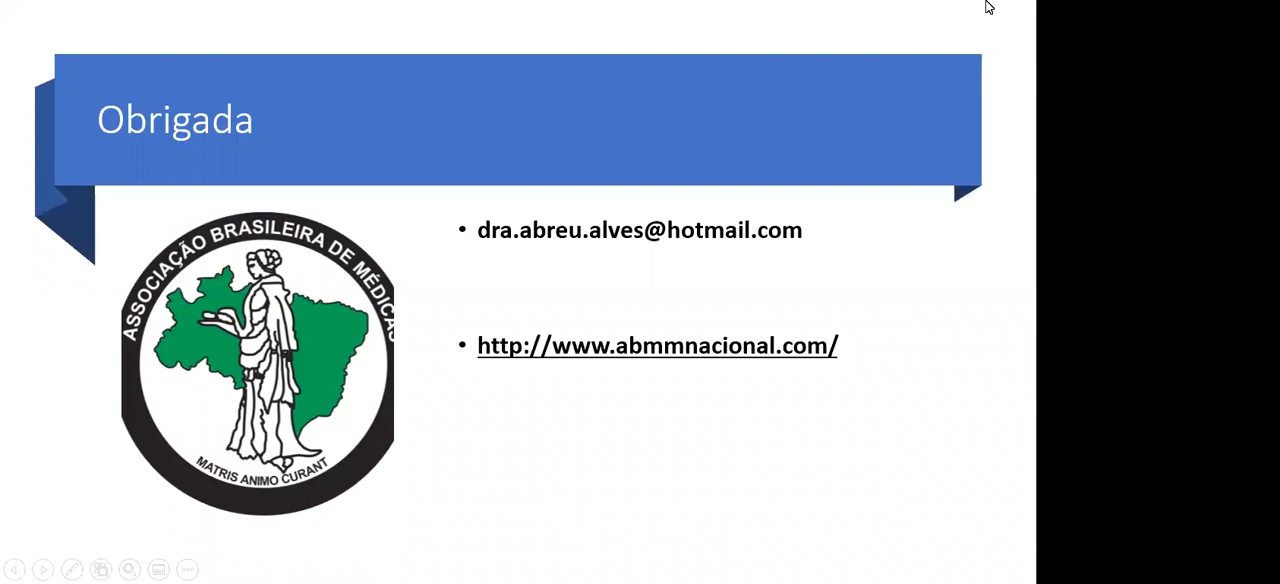 Obrigada
ASSOCIAÇÃO BRASILEIRA DE MÉDICAS
MATRIS ANIMO CURANT
• dra.abreu.alves@hotmail.com
• http://www.abmmnacional.com/